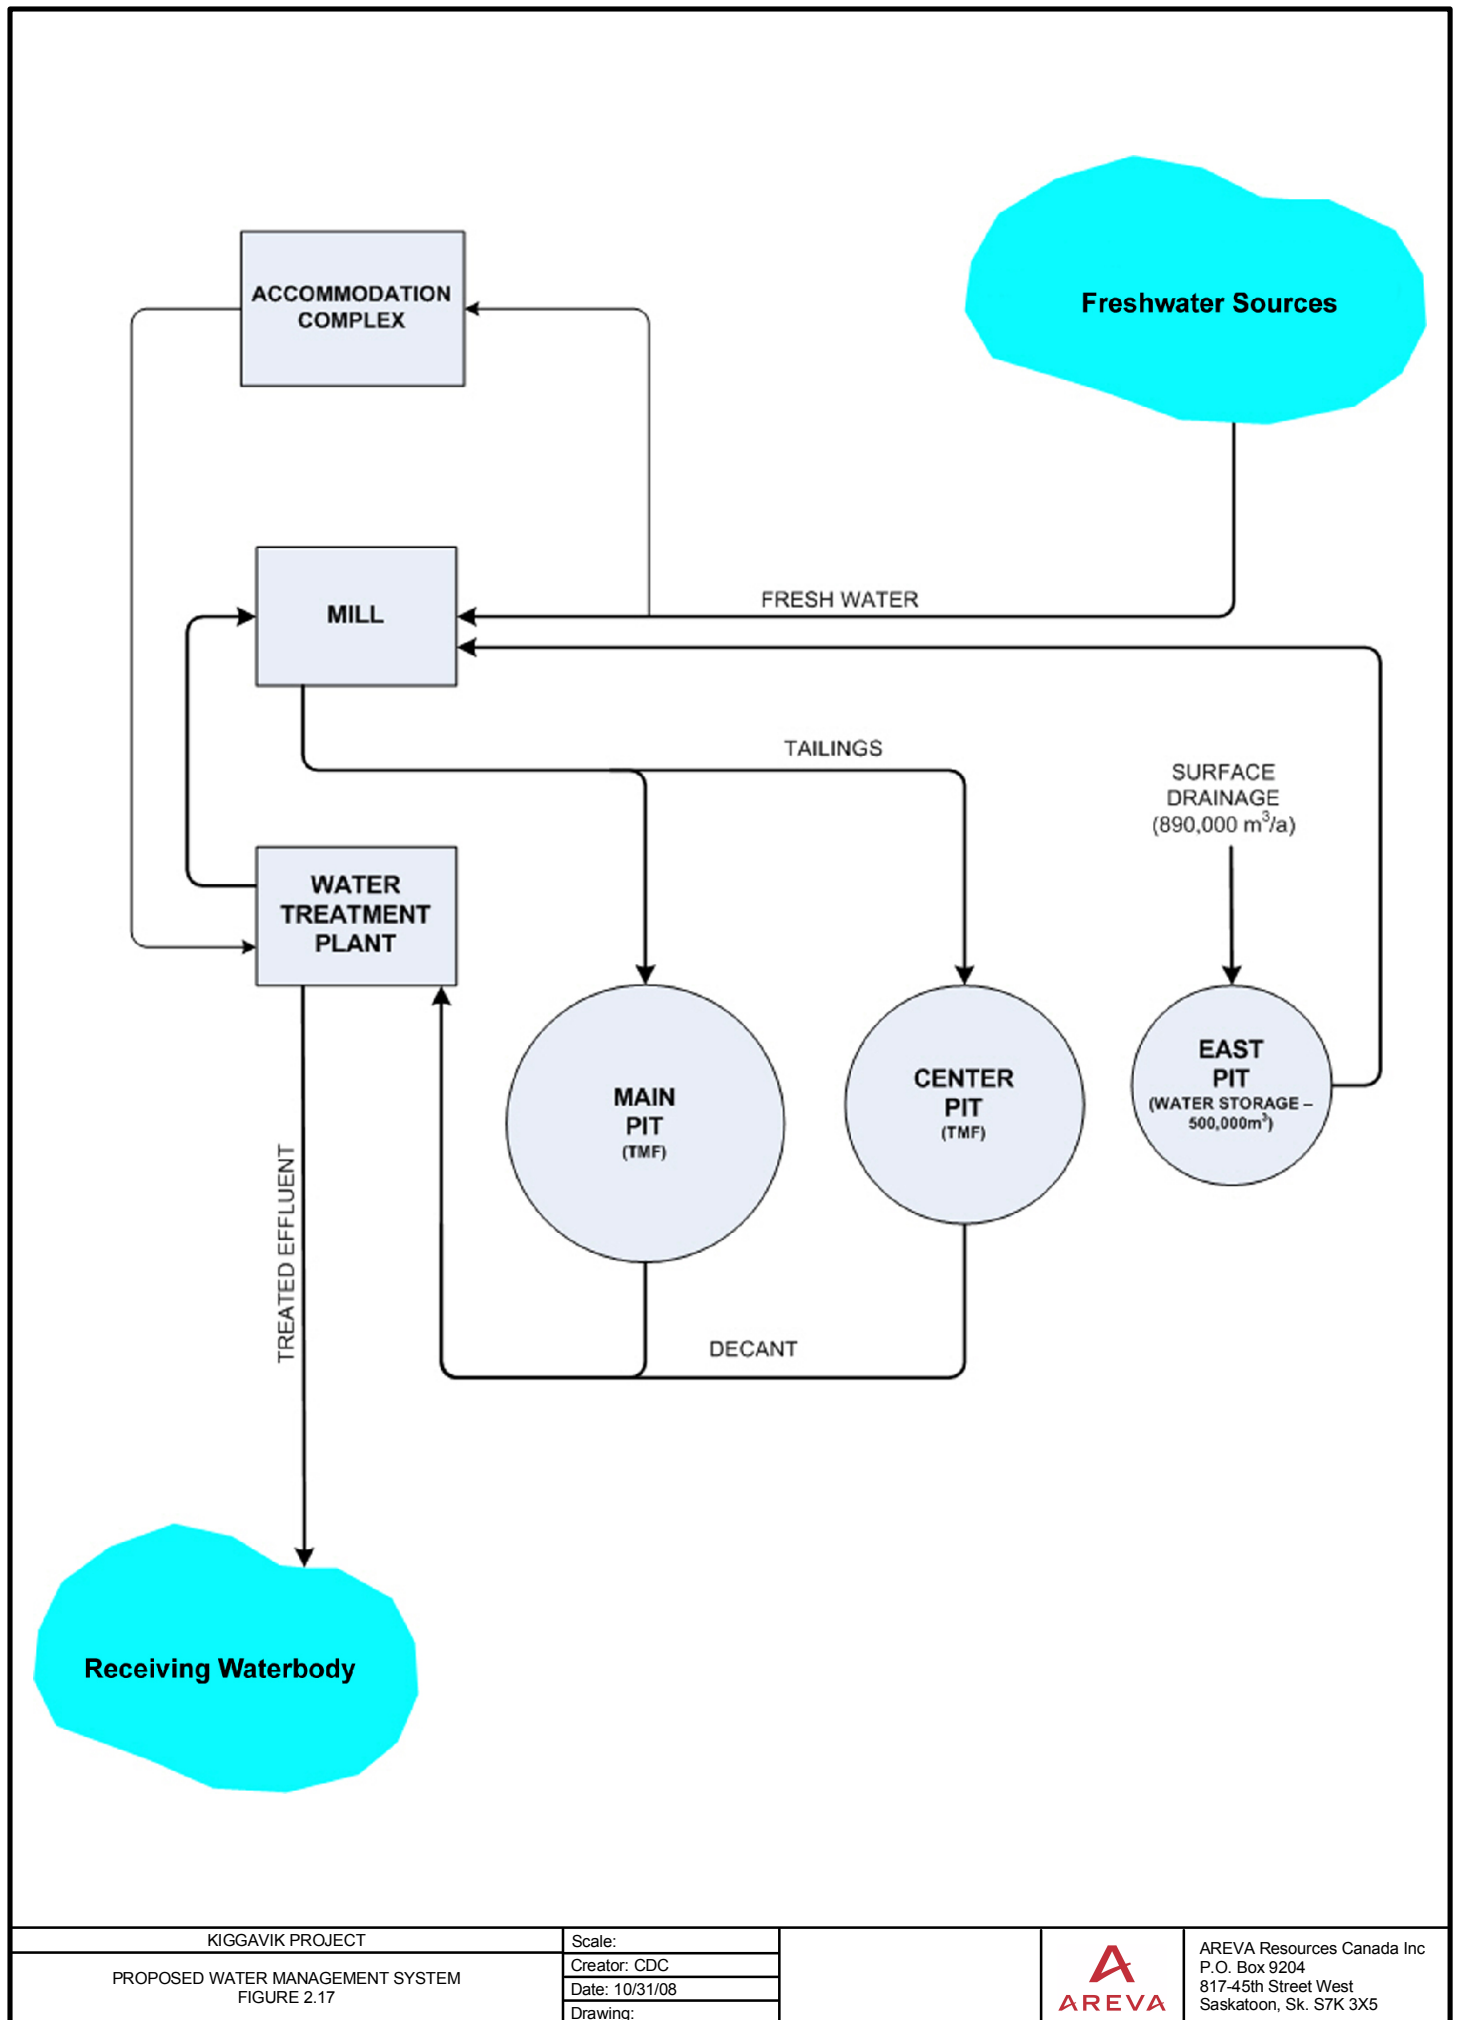 Freshwater Sources
ACCOMMODATION
COMPLEX
FRESH WATER
MILL
TAILINGS
SURFACE
DRAINAGE
(890,000 m³/a)
WATER
TREATMENT
PLANT
MAIN
PIT
(TMF)
CENTER
PIT
(TMF)
EAST
PIT
(WATER STORAGE –
500,000m³)
TREATED EFFLUENT
DECANT
Receiving Waterbody
KIGGAVIK PROJECT
PROPOSED WATER MANAGEMENT SYSTEM
FIGURE 2.17
Scale:
Creator: CDC
Date: 10/31/08
Drawing:
AREVA
AREVA Resources Canada Inc
P.O. Box 9204
817-45th Street West
Saskatoon, Sk. S7K 3X5